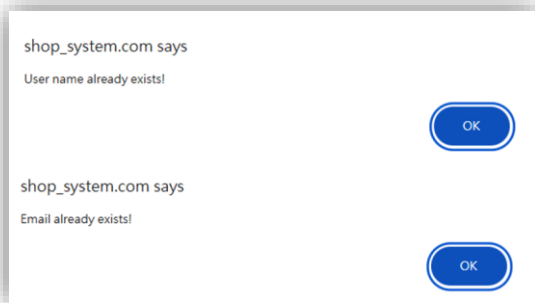 shop_system.com says
User name already exists!
OK
shop_system.com says
Email already exists!
OK